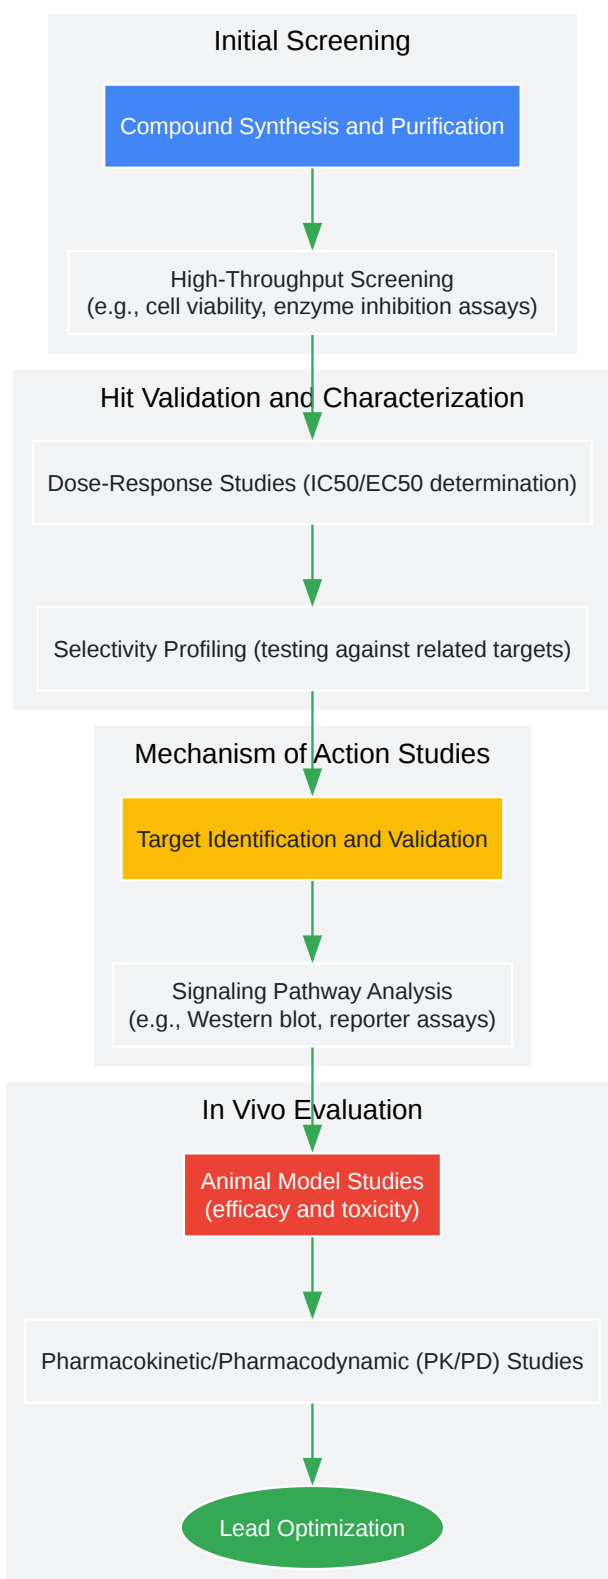 Initial Screening
Compound Synthesis and Purification
High-Throughput Screening
(e.g., cell viability, enzyme inhibition assays)
Hit Validation and Characterization
Dose-Response Studies (IC50/EC50 determination)
Selectivity Profiling (testing against related targets)
Mechanism of Action Studies
Target Identification and Validation
Signaling Pathway Analysis
(e.g., Western blot, reporter assays)
In Vivo Evaluation
Animal Model Studies
(efficacy and toxicity)
Pharmacokinetic/Pharmacodynamic (PK/PD) Studies
Lead Optimization